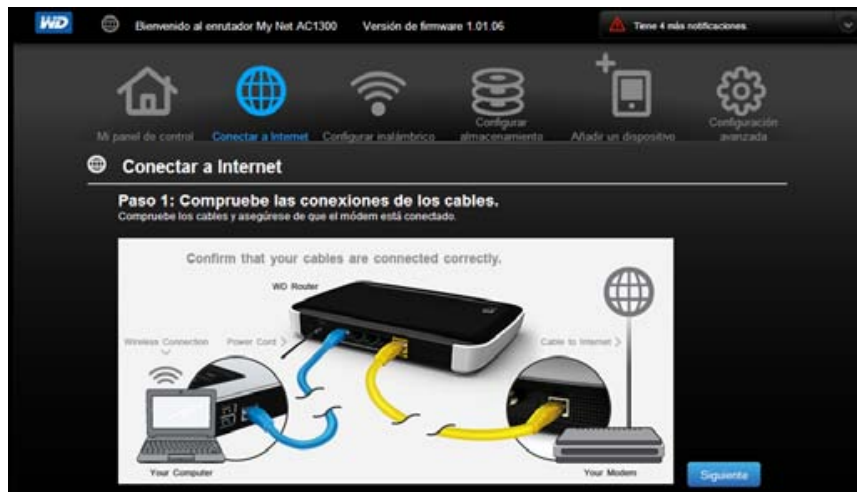 WD
Bienvenido al enrutador My Net AC1300 Versión de firmware 1.01.06
Tiene 4 más notificaciones.
Mi panel de control
Conectar a Internet
Configurar inalámbrico
Configurar almacenamiento
Añadir un dispositivo
Configuración avanzada
Conectar a Internet
Paso 1: Compruebe las conexiones de los cables.
Compruebe los cables y asegúrese de que el módem está conectado.
Confirm that your cables are connected correctly.
WD Router
Wireless Connection
Power Cord >
Cable to Internet >
Your Computer
Your Modem
Siguiente